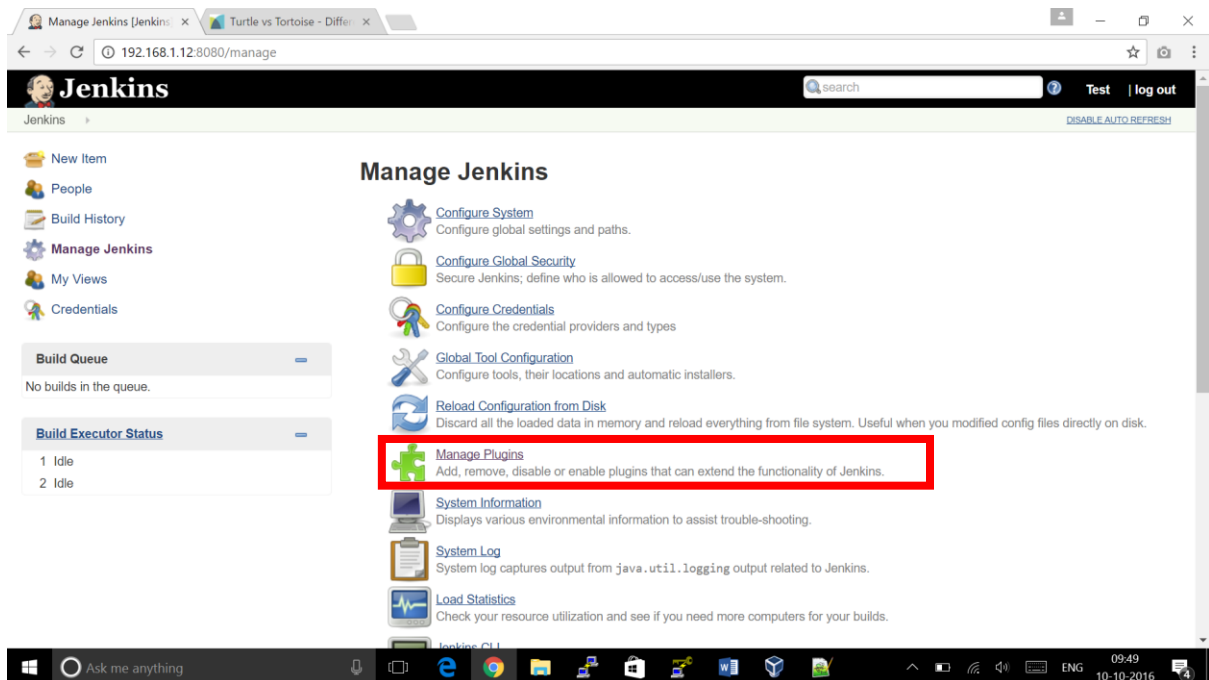 Manage Jenkins [Jenkins]
Turtle vs Tortoise - Differ
192.168.1.12:8080/manage
Jenkins
search
Test | log out
Jenkins
DISABLE AUTO REFRESH
New Item
People
Build History
Manage Jenkins
My Views
Credentials
Build Queue
No builds in the queue.
Build Executor Status
1 Idle
2 Idle
Manage Jenkins
Configure System
Configure global settings and paths.
Configure Global Security
Secure Jenkins; define who is allowed to access/use the system.
Configure Credentials
Configure the credential providers and types
Global Tool Configuration
Configure tools, their locations and automatic installers.
Reload Configuration from Disk
Discard all the loaded data in memory and reload everything from file system. Useful when you modified config files directly on disk.
Manage Plugins
Add, remove, disable or enable plugins that can extend the functionality of Jenkins.
System Information
Displays various environmental information to assist trouble-shooting.
System Log
System log captures output from java.util.logging output related to Jenkins.
Load Statistics
Check your resource utilization and see if you need more computers for your builds.
Jenkins CLI
Ask me anything
ENG
09:49
10-10-2016
4